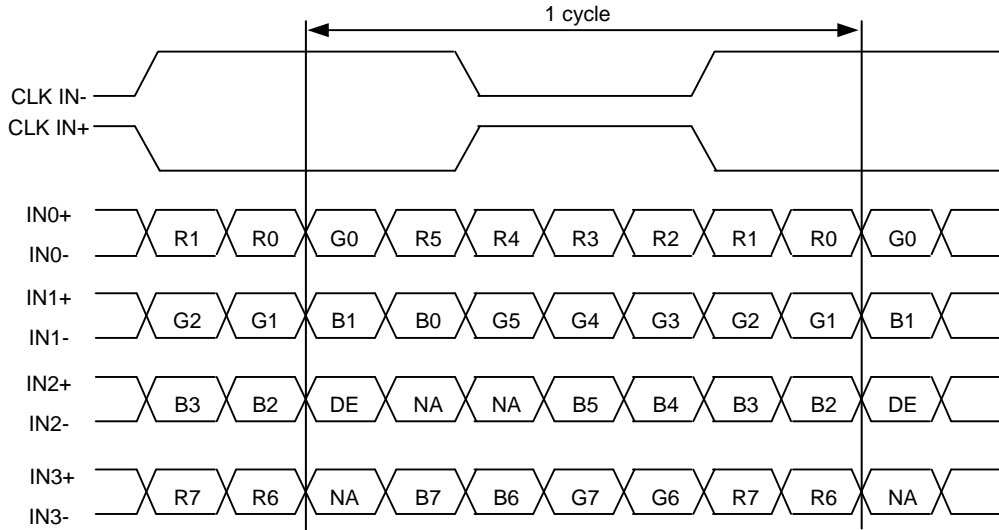 1 cycle
CLK IN-
CLK IN+
IN0+
R1 R0 G0 R5 R4 R3 R2 R1 R0 G0
IN0-
IN1+
G2 G1 B1 B0 G5 G4 G3 G2 G1 B1
IN1-
IN2+
B3 B2 DE NA NA B5 B4 B3 B2 DE
IN2-
IN3+
R7 R6 NA B7 B6 G7 G6 R7 R6 NA
IN3-